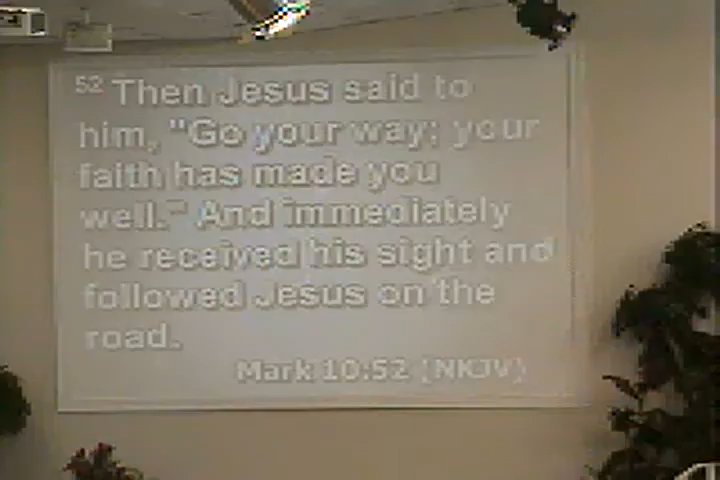 52 Then Jesus said to
him, "Go your way; your
faith has made you
well." And immediately
he received his sight and
followed Jesus on the
road.
Mark 10:52 (NKJV)